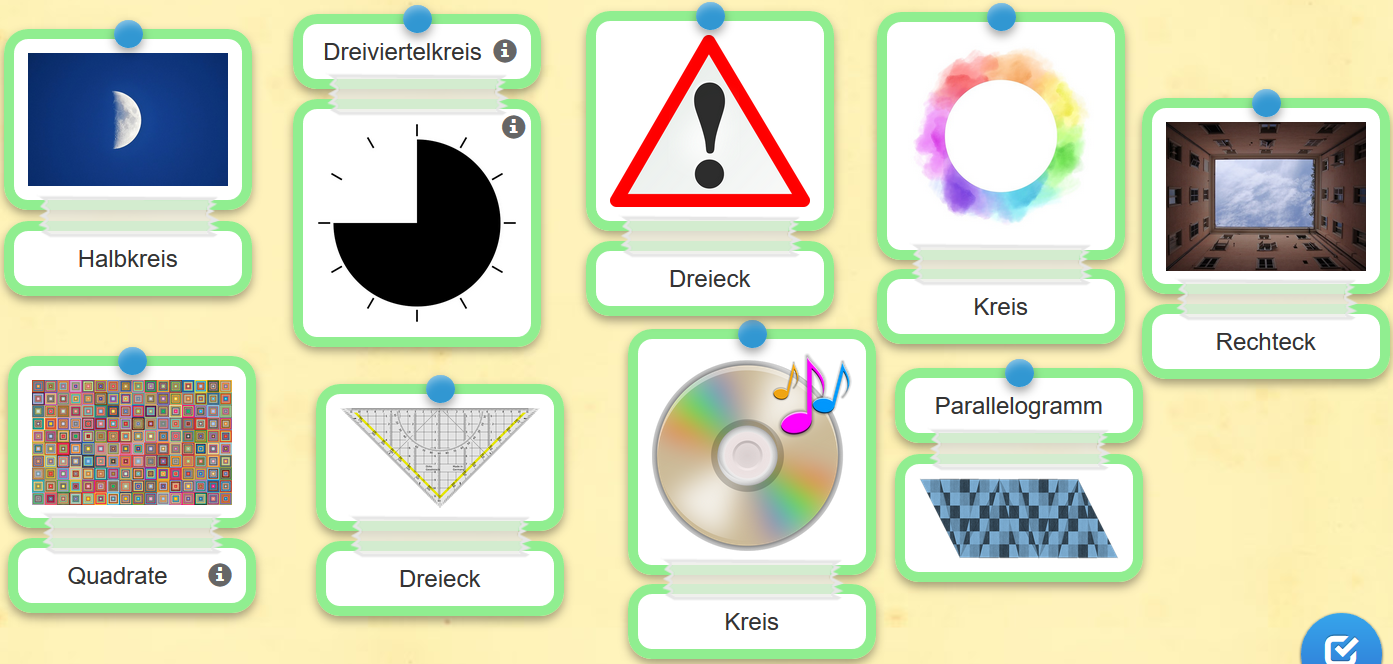 Dreiviertelkreis
Halbkreis
Dreieck
Kreis
Rechteck
Parallelogramm
Quadrate
Dreieck
Kreis